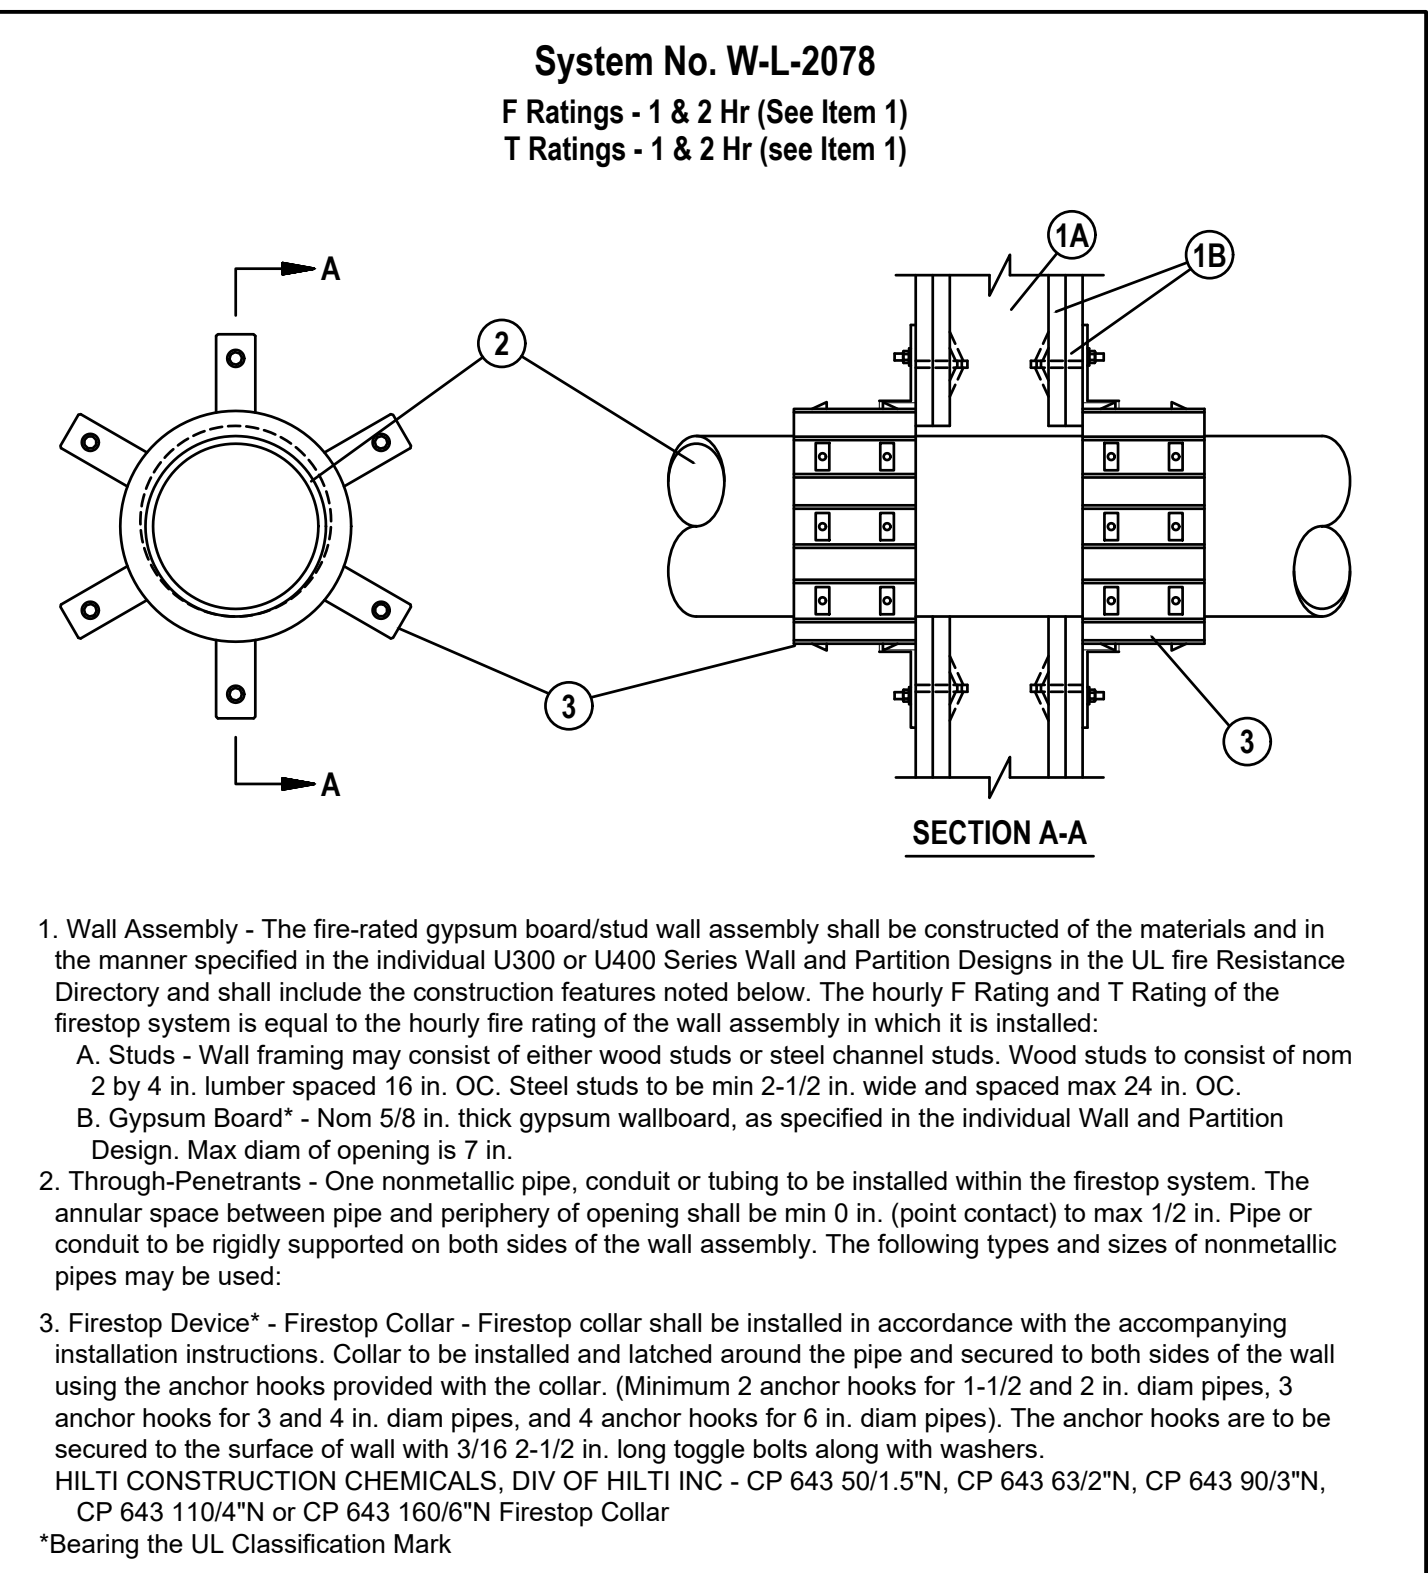 System No. W-L-2078
F Ratings - 1 & 2 Hr (See Item 1)
T Ratings - 1 & 2 Hr (see Item 1)
A
A
2
3
1A
1B
3
SECTION A-A
1. Wall Assembly - The fire-rated gypsum board/stud wall assembly shall be constructed of the materials and in
the manner specified in the individual U300 or U400 Series Wall and Partition Designs in the UL fire Resistance
Directory and shall include the construction features noted below. The hourly F Rating and T Rating of the
firestop system is equal to the hourly fire rating of the wall assembly in which it is installed:
A. Studs - Wall framing may consist of either wood studs or steel channel studs. Wood studs to consist of nom
2 by 4 in. lumber spaced 16 in. OC. Steel studs to be min 2-1/2 in. wide and spaced max 24 in. OC.
B. Gypsum Board* - Nom 5/8 in. thick gypsum wallboard, as specified in the individual Wall and Partition
Design. Max diam of opening is 7 in.
2. Through-Penetrants - One nonmetallic pipe, conduit or tubing to be installed within the firestop system. The
annular space between pipe and periphery of opening shall be min 0 in. (point contact) to max 1/2 in. Pipe or
conduit to be rigidly supported on both sides of the wall assembly. The following types and sizes of nonmetallic
pipes may be used:
3. Firestop Device* - Firestop Collar - Firestop collar shall be installed in accordance with the accompanying
installation instructions. Collar to be installed and latched around the pipe and secured to both sides of the wall
using the anchor hooks provided with the collar. (Minimum 2 anchor hooks for 1-1/2 and 2 in. diam pipes, 3
anchor hooks for 3 and 4 in. diam pipes, and 4 anchor hooks for 6 in. diam pipes). The anchor hooks are to be
secured to the surface of wall with 3/16 2-1/2 in. long toggle bolts along with washers.
HILTI CONSTRUCTION CHEMICALS, DIV OF HILTI INC - CP 643 50/1.5"N, CP 643 63/2"N, CP 643 90/3"N,
CP 643 110/4"N or CP 643 160/6"N Firestop Collar
*Bearing the UL Classification Mark